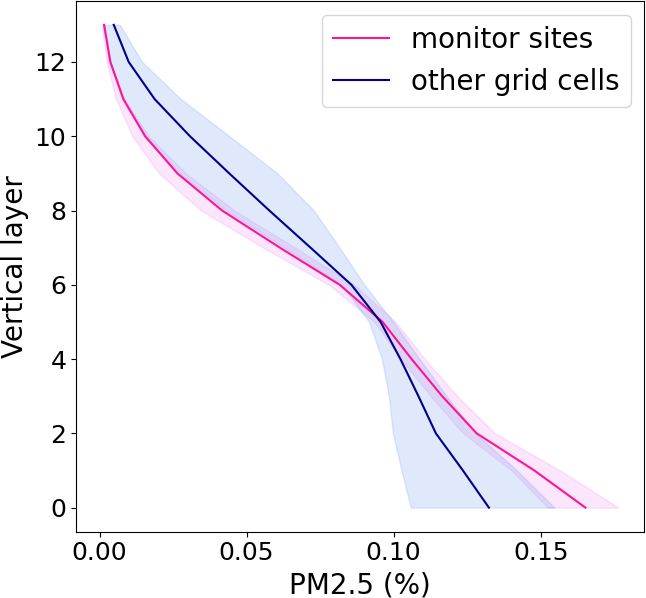 monitor sites
other grid cells
Vertical layer
12
10
8
6
4
2
0
0.00 0.05 0.10 0.15
PM2.5 (%)